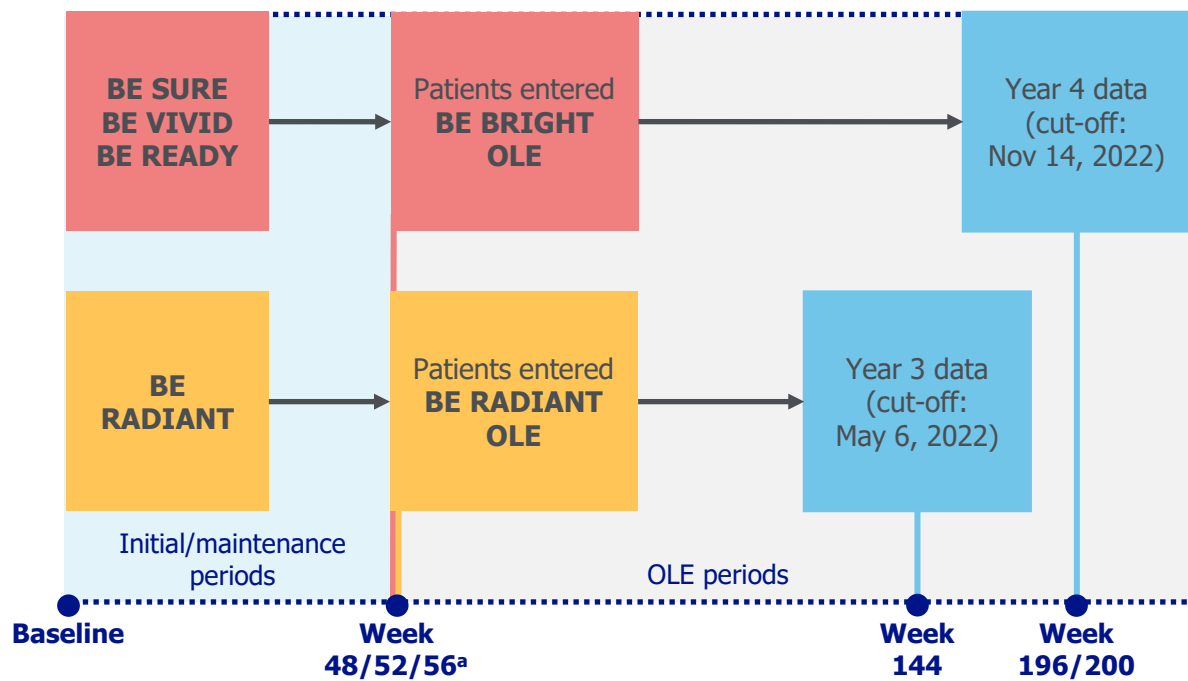 BE SURE
BE VIVID
BE READY
Patients entered
BE BRIGHT
OLE
Year 4 data
(cut-off:
Nov 14, 2022)
BE
RADIANT
Patients entered
BE RADIANT
OLE
Year 3 data
(cut-off:
May 6, 2022)
Initial/maintenance
periods
OLE periods
Baseline
Week
48/52/56ᵃ
Week
144
Week
196/200